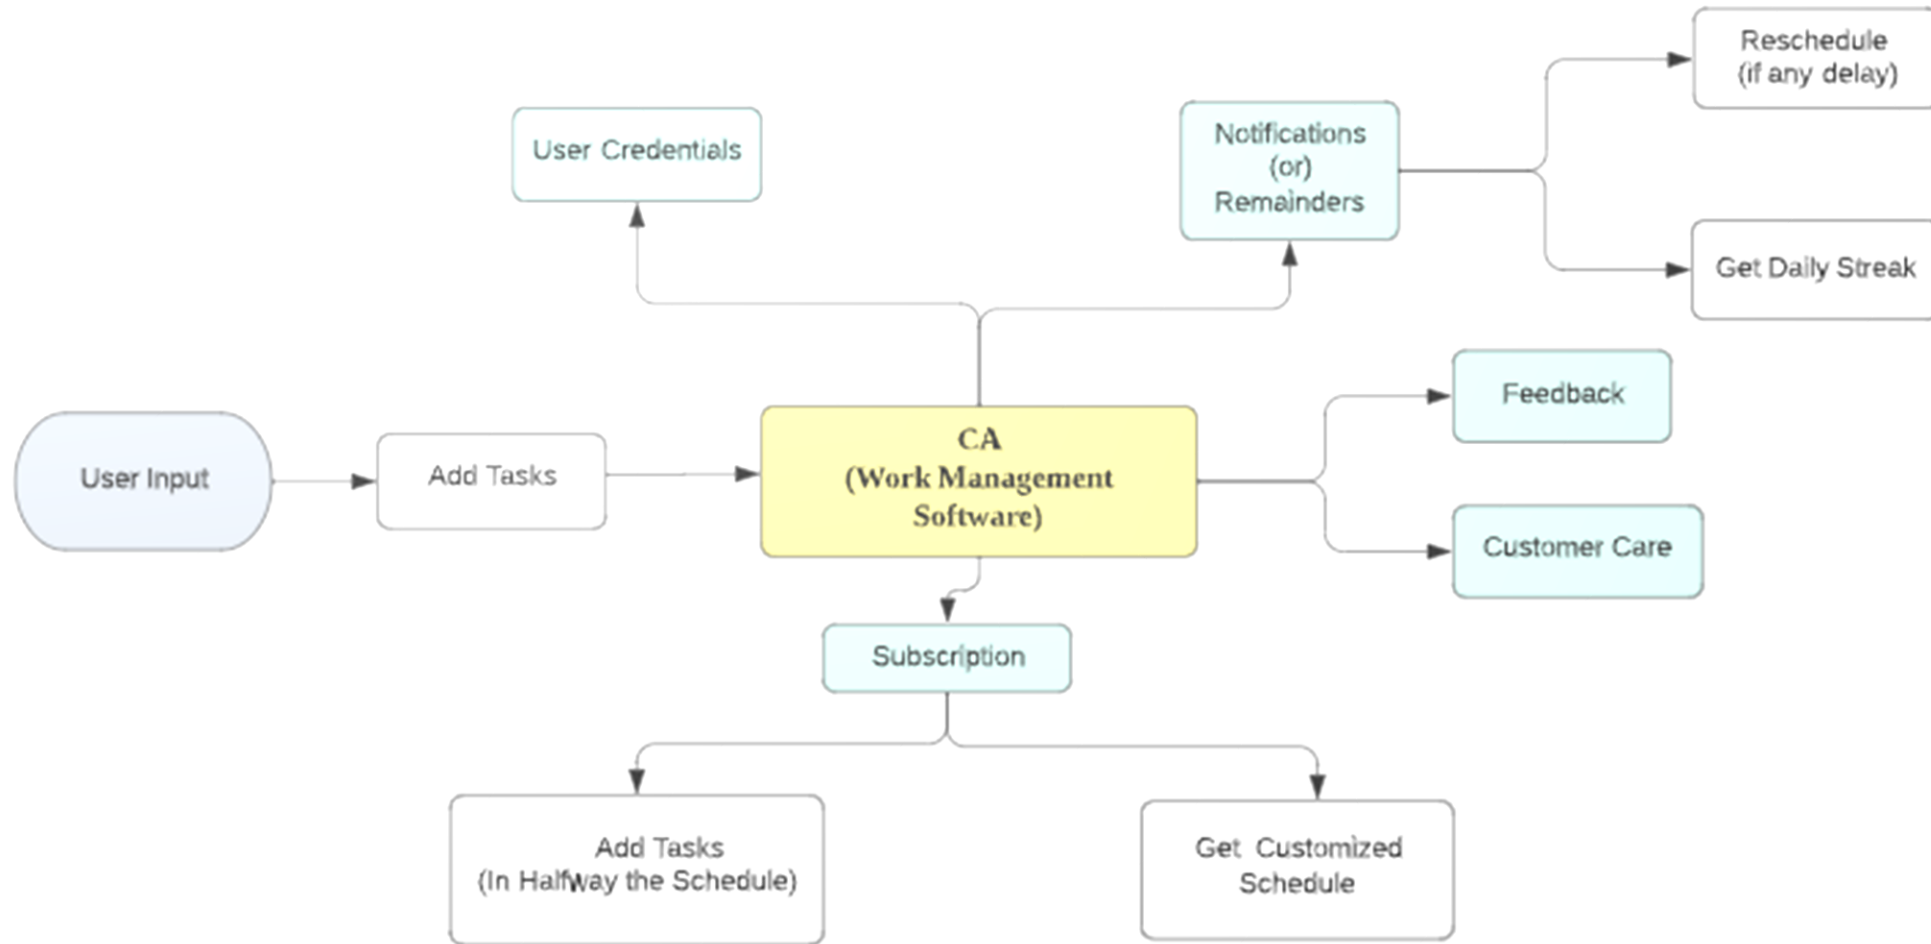 Reschedule
(if any delay)
User Credentials
Notifications
(or)
Remainders
Get Daily Streak
Feedback
User Input
Add Tasks
CA
(Work Management
Software)
Customer Care
Subscription
Add Tasks
(In Halfway the Schedule)
Get Customized
Schedule